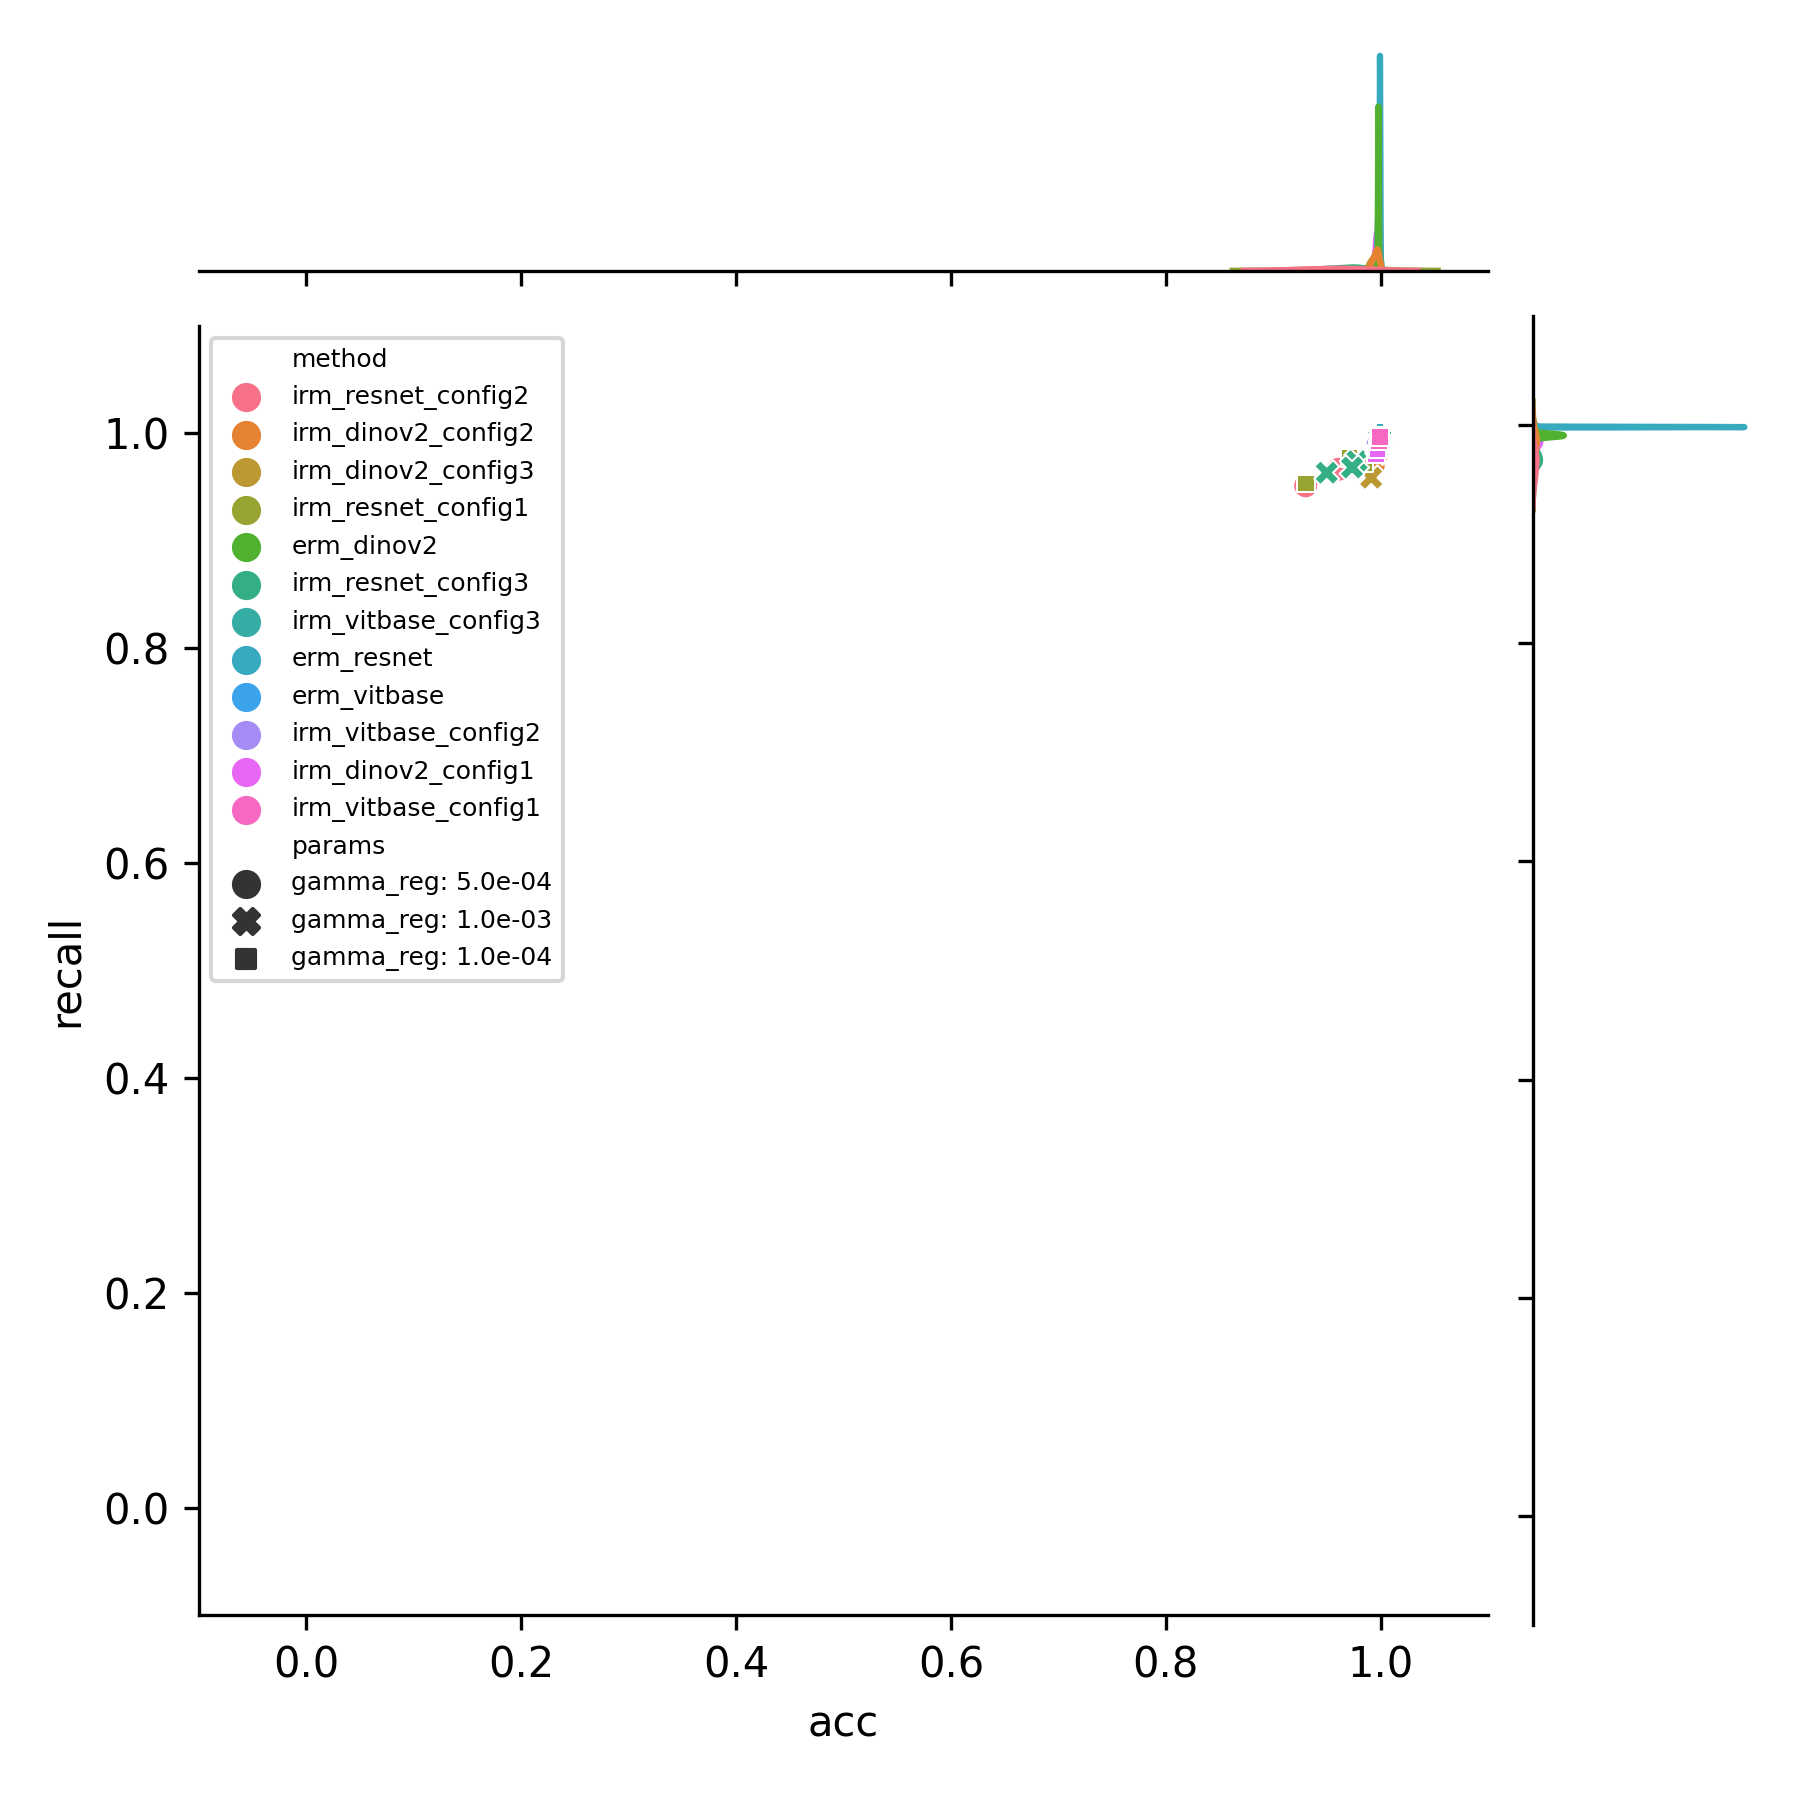 method
irm_resnet_config2
irm_dinov2_config2
irm_dinov2_config3
irm_resnet_config1
erm_dinov2
irm_resnet_config3
irm_vitbase_config3
erm_resnet
erm_vitbase
irm_vitbase_config2
irm_dinov2_config1
irm_vitbase_config1
params
gamma_reg: 5.0e-04
gamma_reg: 1.0e-03
gamma_reg: 1.0e-04
recall
1.0
0.8
0.6
0.4
0.2
0.0
0.0 0.2 0.4 0.6 0.8 1.0
acc